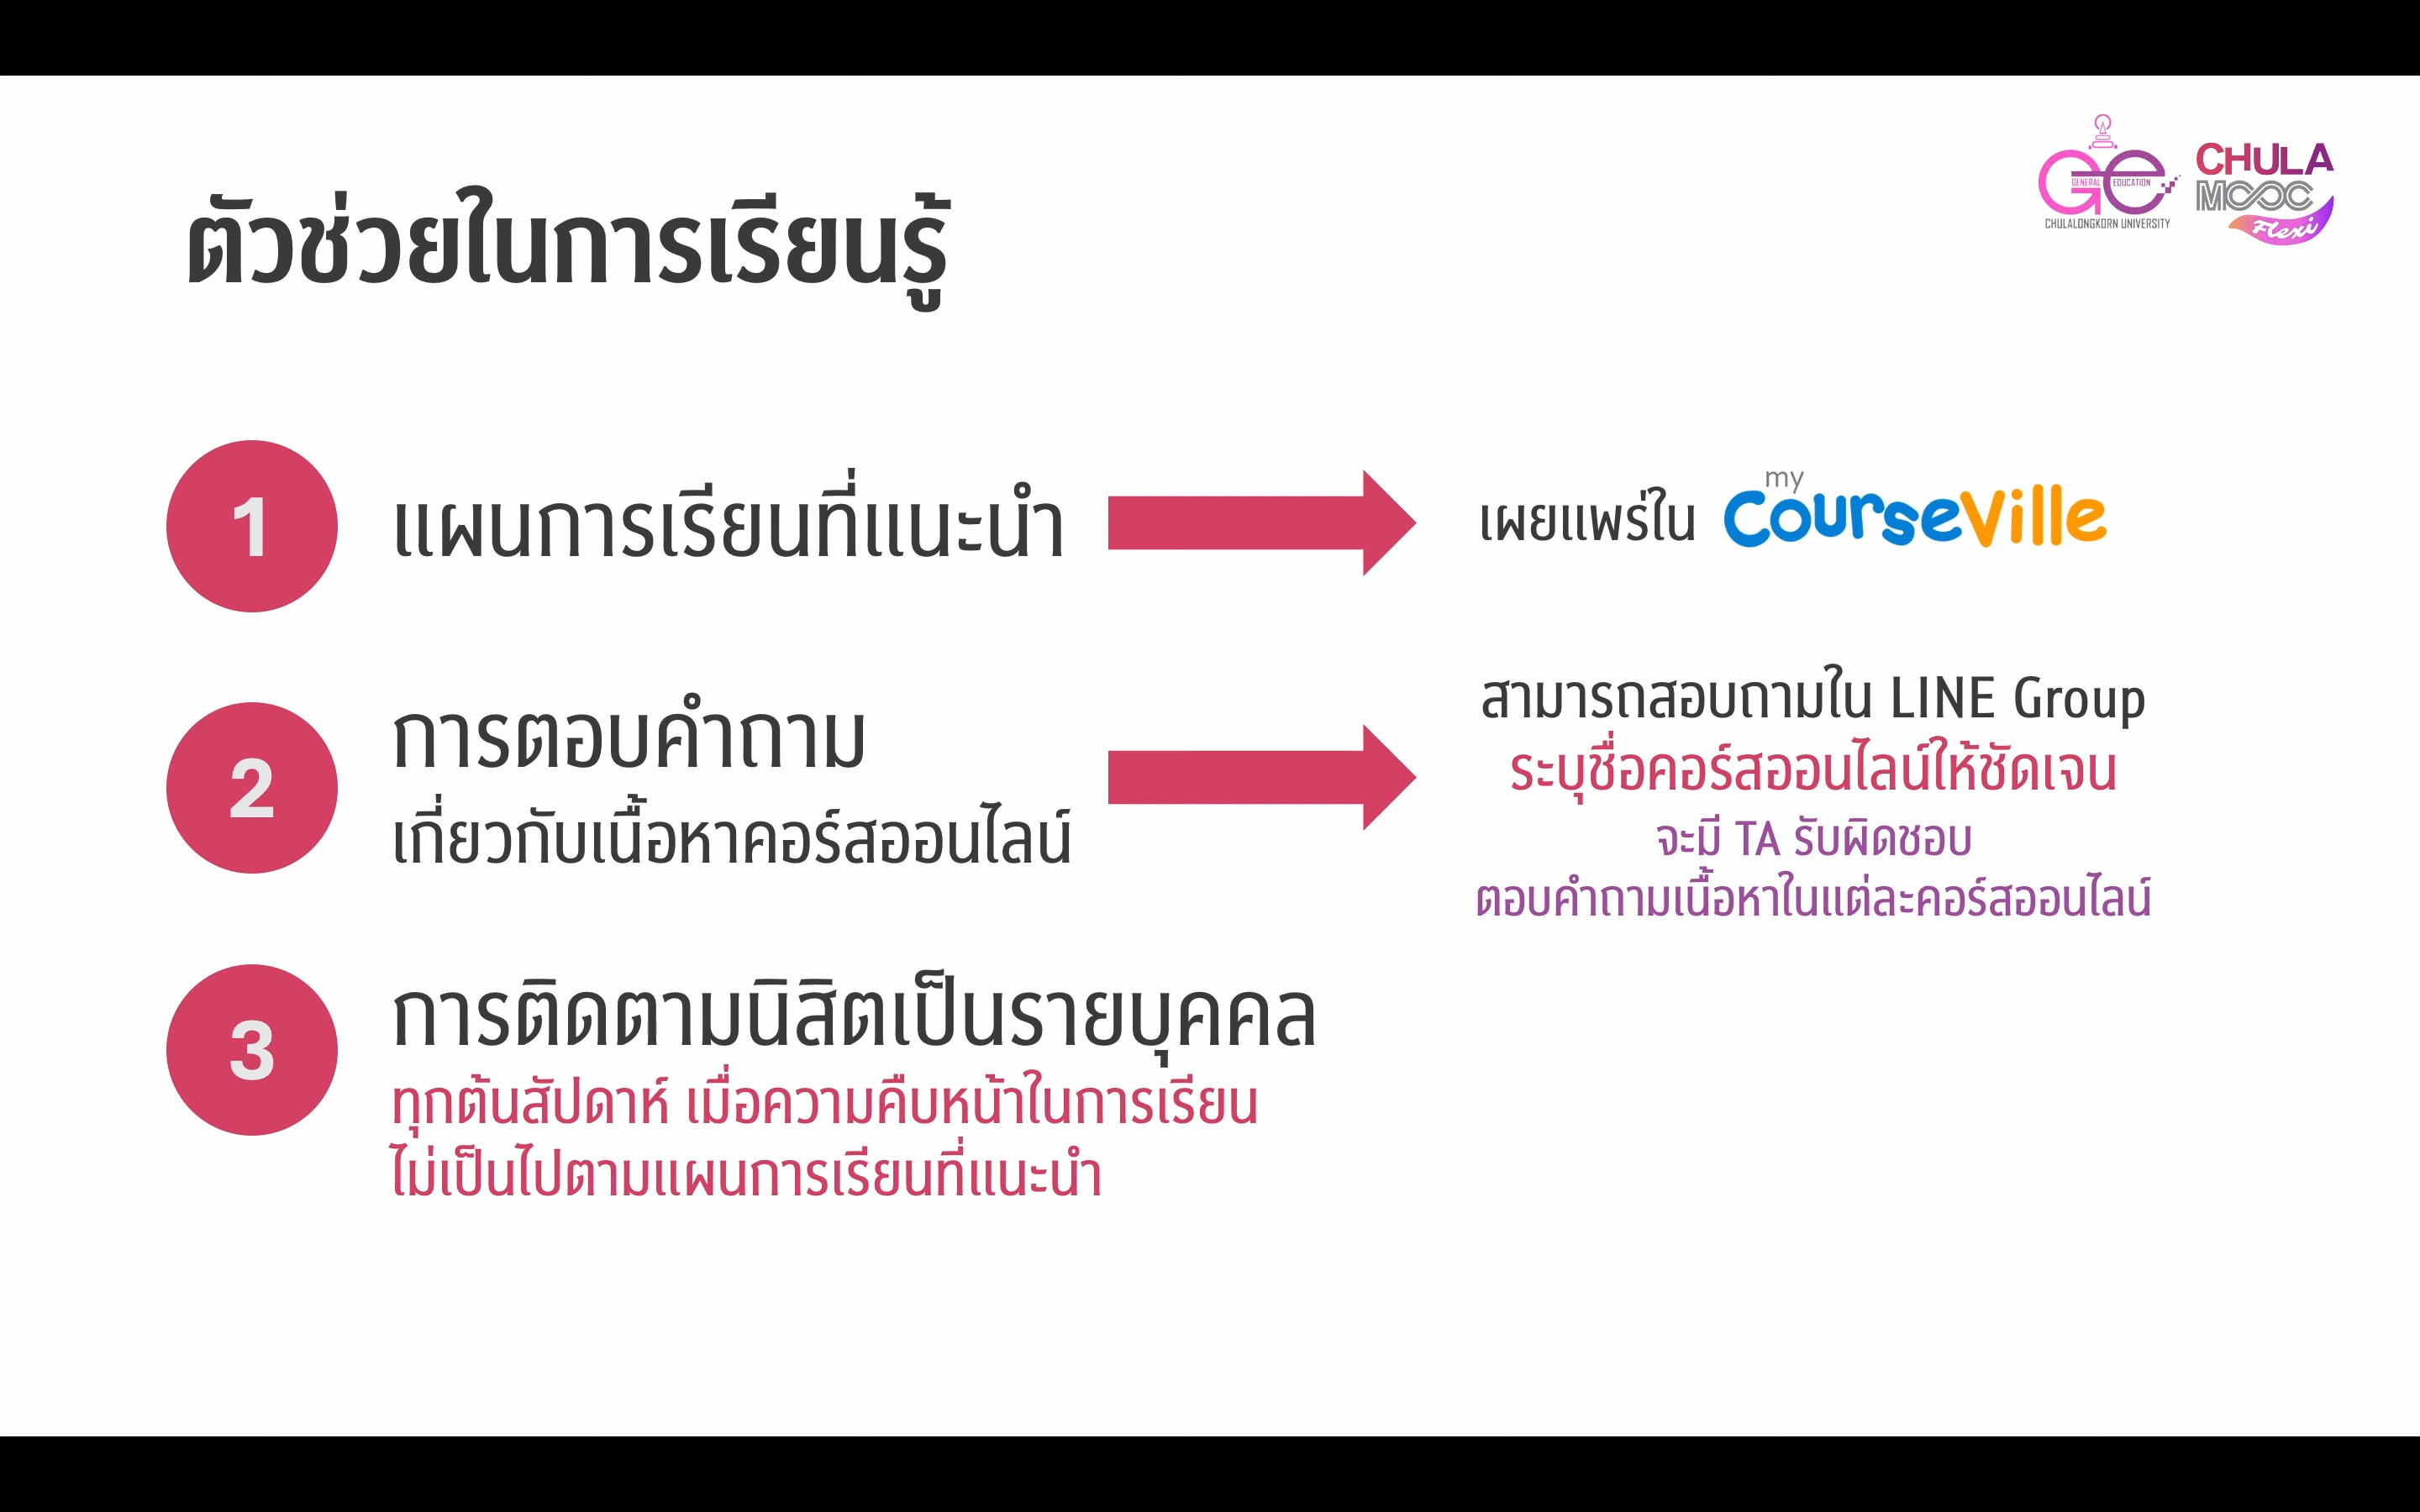 GENERAL EDUCATION
CHULALONGKORN UNIVERSITY
CHULA
MOOC
Flexi
ตัวช่วยในการเรียนรู้
1
แผนการเรียนที่แนะนำ
เผยแพร่ใน
my
CourseVille
2
การตอบคำถาม
เกี่ยวกับเนื้อหาคอร์สออนไลน์
สามารถสอบถามใน LINE Group
ระบุชื่อคอร์สออนไลน์ให้ชัดเจน
จะมี TA รับผิดชอบ
ตอบคำถามเนื้อหาในแต่ละคอร์สออนไลน์
3
การติดตามนิสิตเป็นรายบุคคล
ทุกต้นสัปดาห์ เมื่อความคืบหน้าในการเรียน
ไม่เป็นไปตามแผนการเรียนที่แนะนำ